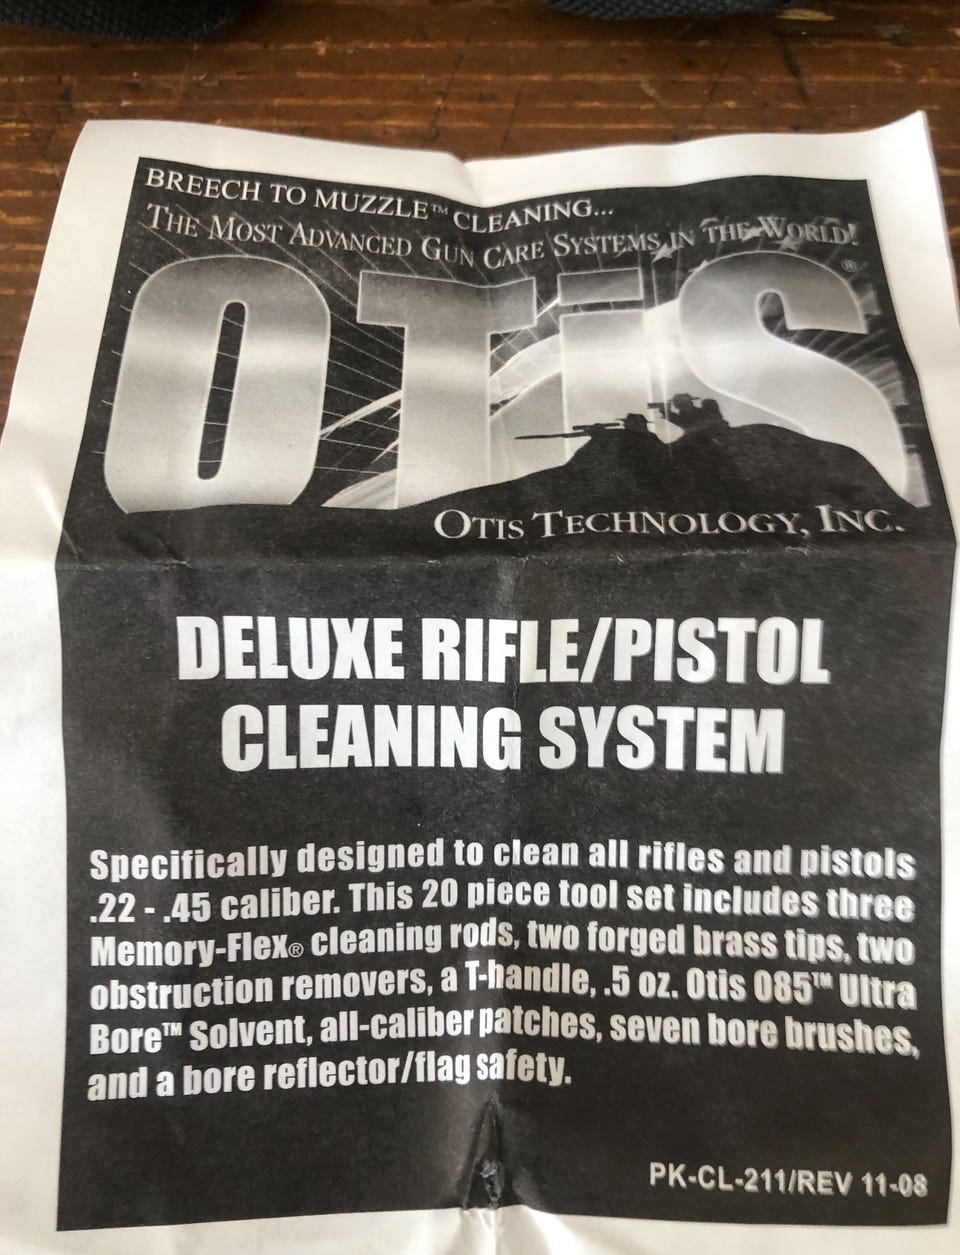 BREECH TO MUZZLE™ CLEANING...
THE MOST ADVANCED GUN CARE SYSTEMS IN THE WORLD!
OTiS®
OTIS TECHNOLOGY, INC.
DELUXE RIFLE/PISTOL
CLEANING SYSTEM
Specifically designed to clean all rifles and pistols
.22 - .45 caliber. This 20 piece tool set includes three
Memory-Flex® cleaning rods, two forged brass tips, two
obstruction removers, a T-handle, .5 oz. Otis O85™ Ultra
Bore™ Solvent, all-caliber patches, seven bore brushes,
and a bore reflector/flag safety.
PK-CL-211/REV 11-08